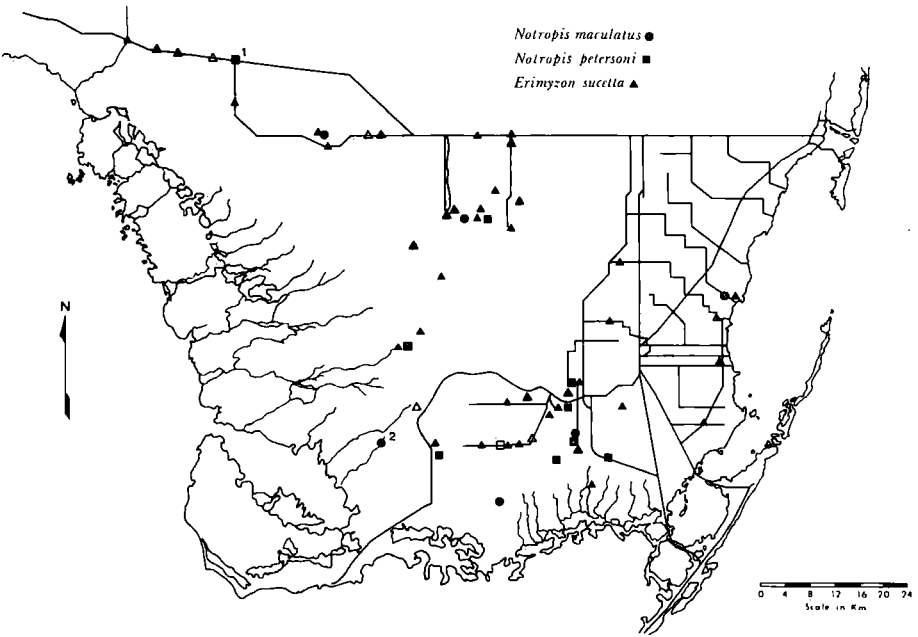 Notropis maculatus ●
Notropis petersoni ■
Erimyzon sucetta ▲
1
N
2
0 4 8 12 16 20 24
Scale in Km